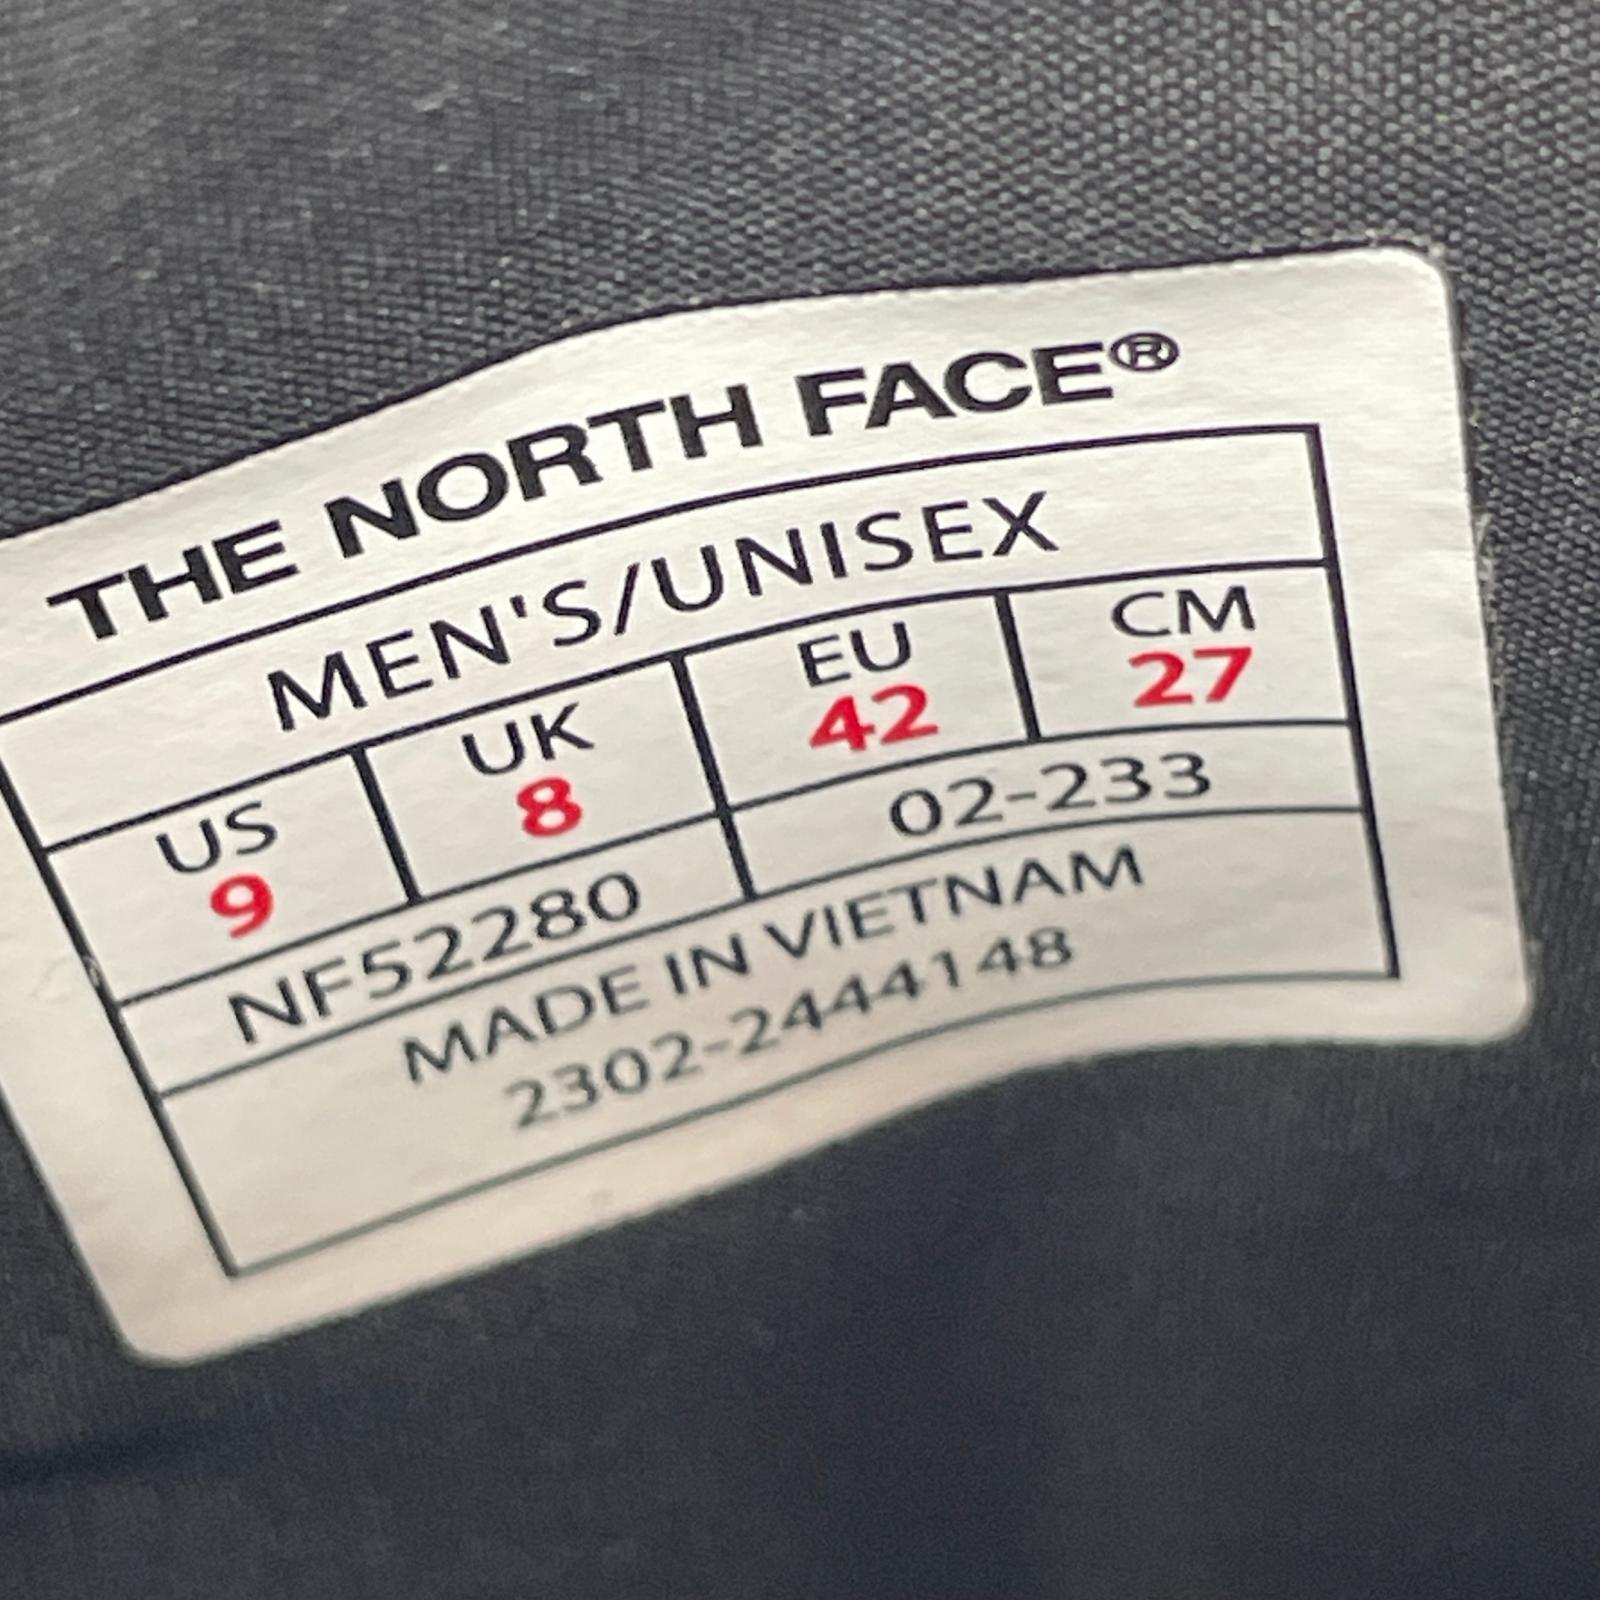 THE NORTH FACE®
MEN'S/UNISEX
US UK EU CM
9 8 42 27
NF52280 02-233
MADE IN VIETNAM
2302-2444148